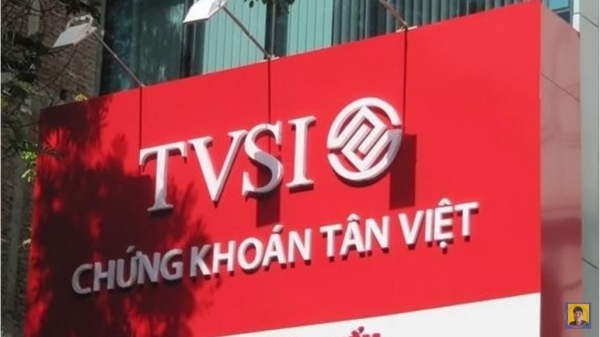 TVSI
CHỨNG KHOÁN TÂN VIỆT